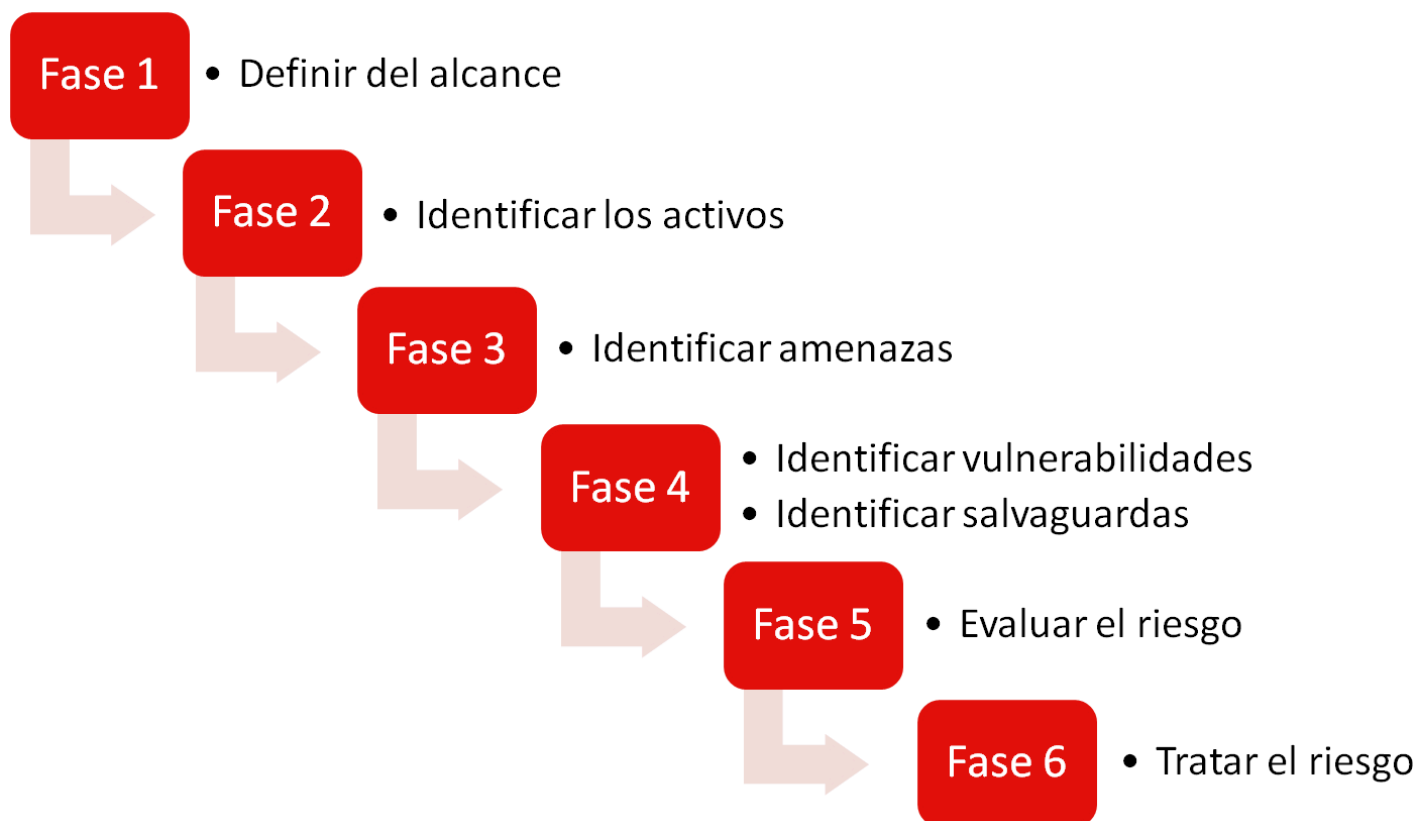 Fase 1
• Definir del alcance
Fase 2
• Identificar los activos
Fase 3
• Identificar amenazas
Fase 4
• Identificar vulnerabilidades
• Identificar salvaguardas
Fase 5
• Evaluar el riesgo
Fase 6
• Tratar el riesgo